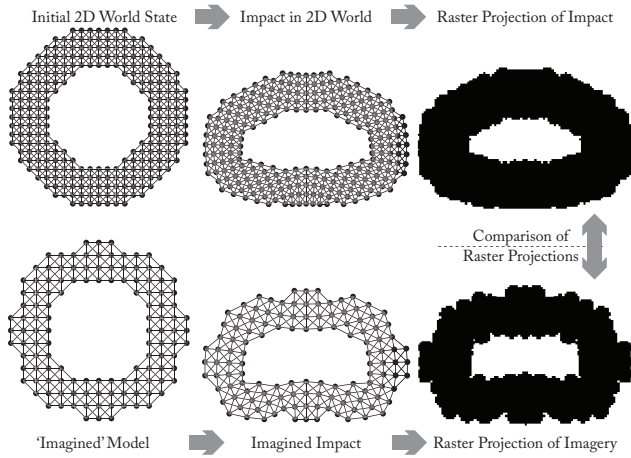 Initial 2D World State
Impact in 2D World
Raster Projection of Impact
Comparison of
Raster Projections
'Imagined' Model
Imagined Impact
Raster Projection of Imagery